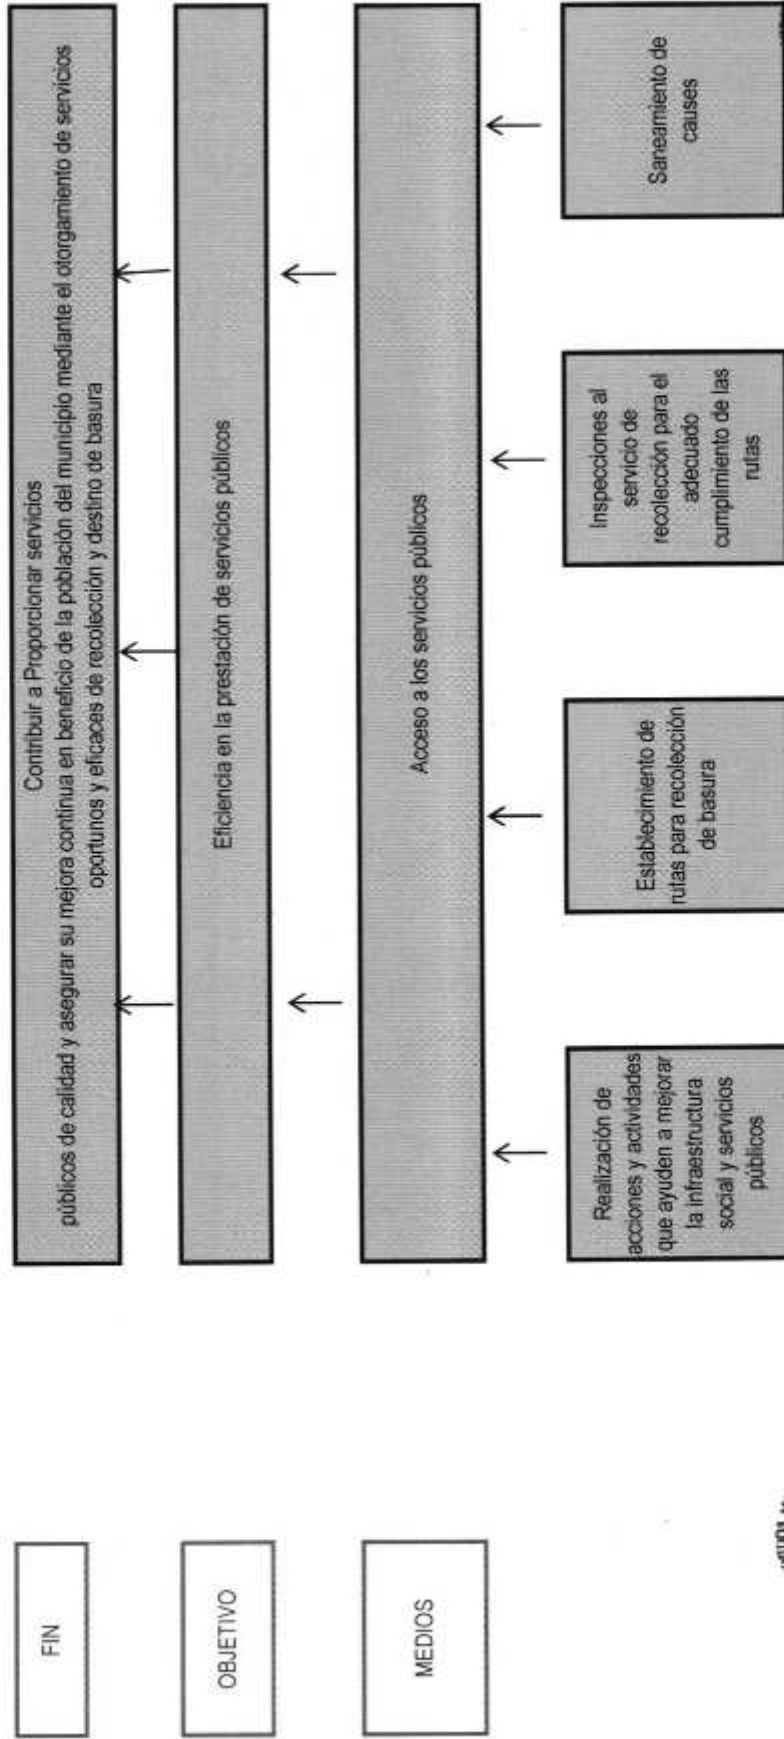 FIN
Contribuir a Proporcionar servicios
públicos de calidad y asegurar su mejora continua en beneficio de la población del municipio mediante el otorgamiento de servicios
oportunos y eficaces de recolección y destino de basura
OBJETIVO
Eficiencia en la prestación de servicios públicos
MEDIOS
Acceso a los servicios públicos
Realización de
acciones y actividades
que ayuden a mejorar
la infraestructura
social y servicios
públicos
Establecimiento de
rutas para recolección
de basura
Inspecciones al
servicio de
recolección para el
adecuado
cumplimiento de las
rutas
Saneamiento de
causes